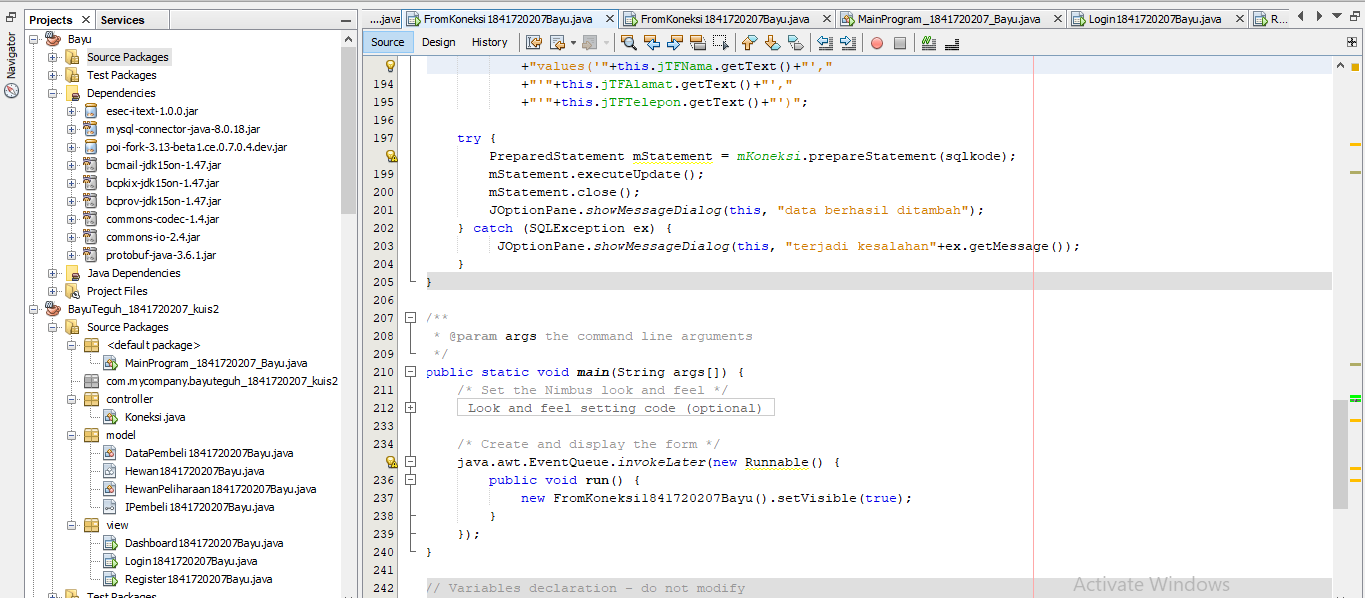 Projects
Services
...java
FromKoneksi1841720207Bayu.java
FromKoneksi1841720207Bayu.java
MainProgram_1841720207_Bayu.java
Login1841720207Bayu.java
R...
Navigator
Source
Design
History
Bayu
Source Packages
Test Packages
Dependencies
esec-itext-1.0.0.jar
mysql-connector-java-8.0.18.jar
poi-fork-3.13-beta1.ce.0.7.0.4.dev.jar
bcmail-jdk15on-1.47.jar
bcpkix-jdk15on-1.47.jar
bcprov-jdk15on-1.47.jar
commons-codec-1.4.jar
commons-io-2.4.jar
protobuf-java-3.6.1.jar
Java Dependencies
Project Files
BayuTeguh_1841720207_kuis2
Source Packages
<default package>
MainProgram_1841720207_Bayu.java
com.mycompany.bayuteguh_1841720207_kuis2
controller
Koneksi.java
model
DataPembeli1841720207Bayu.java
Hewan1841720207Bayu.java
HewanPeliharaan1841720207Bayu.java
IPembeli1841720207Bayu.java
view
Dashboard1841720207Bayu.java
Login1841720207Bayu.java
Register1841720207Bayu.java
Test Packages
+"values('"+this.jTFNama.getText()+"',"
194 +"'"+this.jTFAlamat.getText()+"',"
195 +"'"+this.jTFTelepon.getText()+"')";
196
197 try {
PreparedStatement mStatement = mKoneksi.prepareStatement(sqlkode);
199 mStatement.executeUpdate();
200 mStatement.close();
201 JOptionPane.showMessageDialog(this, "data berhasil ditambah");
202 } catch (SQLException ex) {
203 JOptionPane.showMessageDialog(this, "terjadi kesalahan"+ex.getMessage());
204 }
205 }
206
207 /**
208 * @param args the command line arguments
209 */
210 public static void main(String args[]) {
211 /* Set the Nimbus look and feel */
212 Look and feel setting code (optional)
233
234 /* Create and display the form */
java.awt.EventQueue.invokeLater(new Runnable() {
236 public void run() {
237 new FromKoneksi1841720207Bayu().setVisible(true);
238 }
239 });
240 }
241
242 // Variables declaration - do not modify
Activate Windows